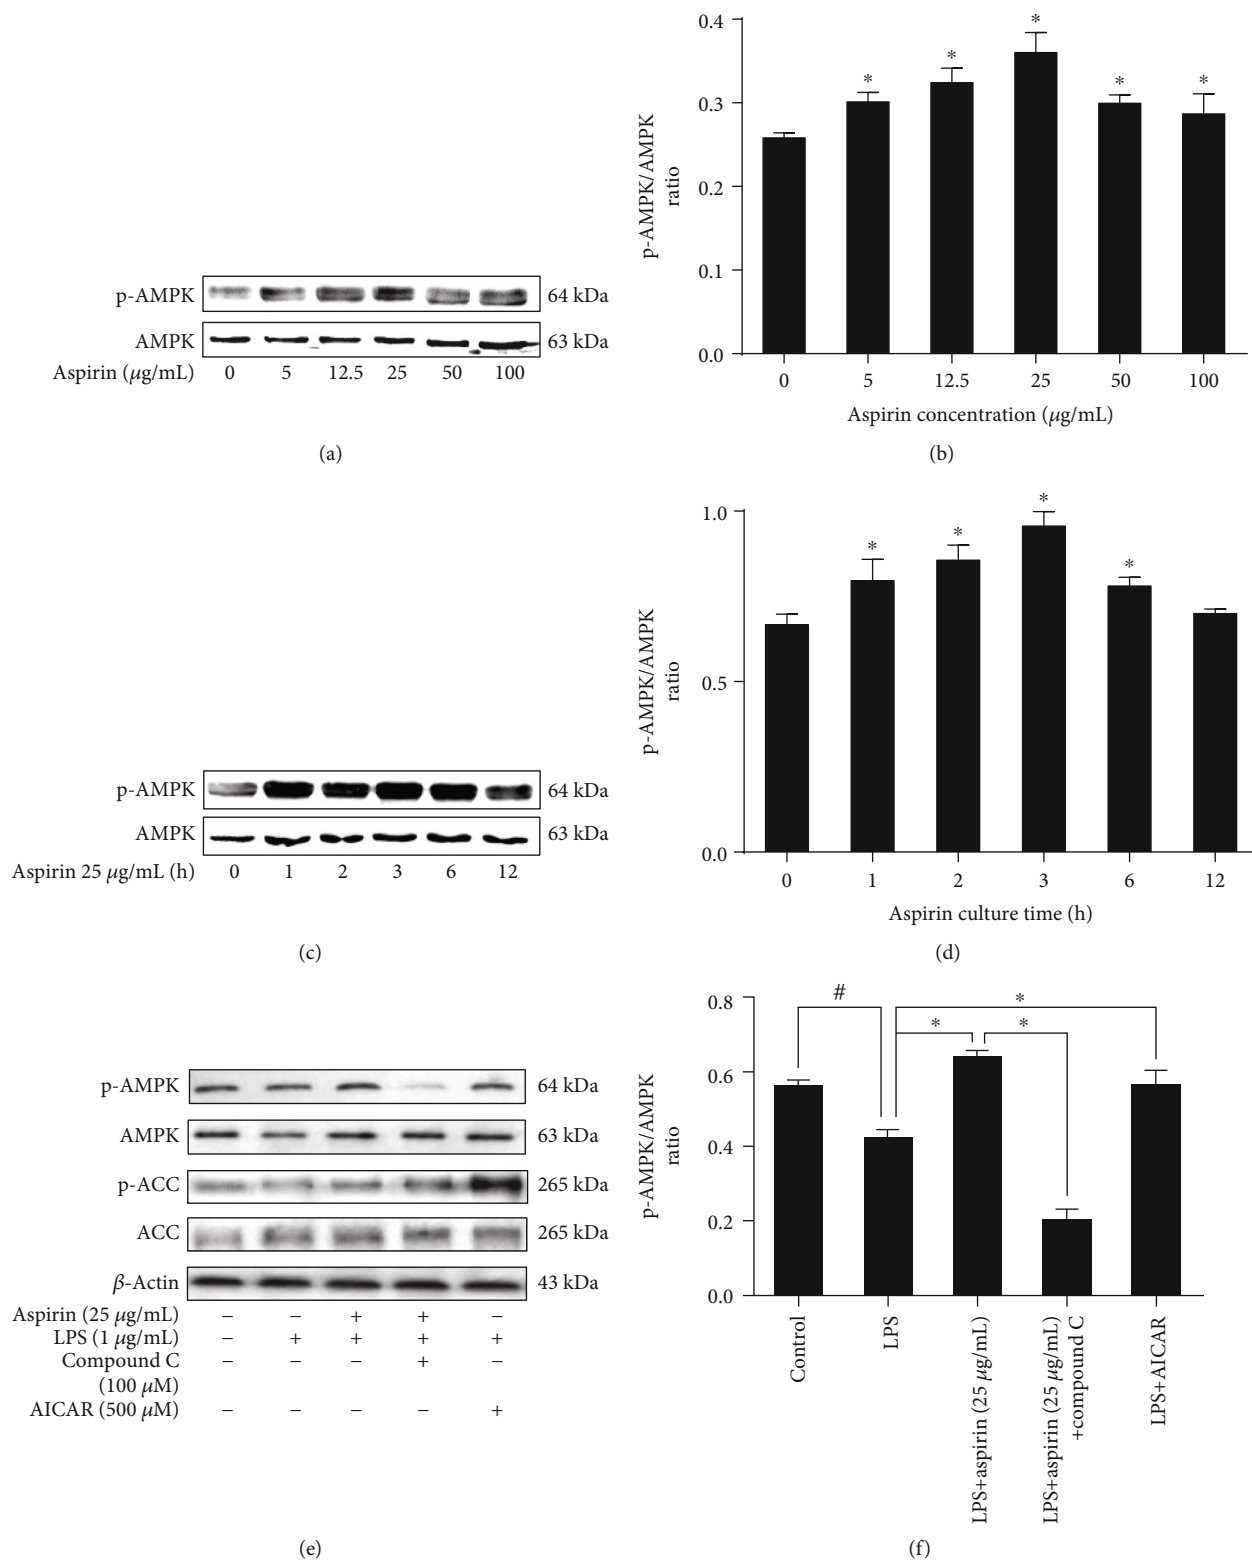 p-AMPK 64 kDa
AMPK 63 kDa
Aspirin (μg/mL) 0 5 12.5 25 50 100
(a)
0.4
0.3
0.2
0.1
0.0
p-AMPK/AMPK
ratio
* * * * *
0 5 12.5 25 50 100
Aspirin concentration (μg/mL)
(b)
p-AMPK 64 kDa
AMPK 63 kDa
Aspirin 25 μg/mL (h) 0 1 2 3 6 12
(c)
1.0
0.5
0.0
p-AMPK/AMPK
ratio
* * * *
0 1 2 3 6 12
Aspirin culture time (h)
(d)
p-AMPK 64 kDa
AMPK 63 kDa
p-ACC 265 kDa
ACC 265 kDa
β-Actin 43 kDa
Aspirin (25 μg/mL) − − + + −
LPS (1 μg/mL) − + + + +
Compound C − − − + −
(100 μM)
AICAR (500 μM) − − − − +
(e)
0.8
0.6
0.4
0.2
0.0
p-AMPK/AMPK
ratio
# * * *
Control
LPS
LPS+aspirin (25 μg/mL)
LPS+aspirin (25 μg/mL)
+compound C
LPS+AICAR
(f)